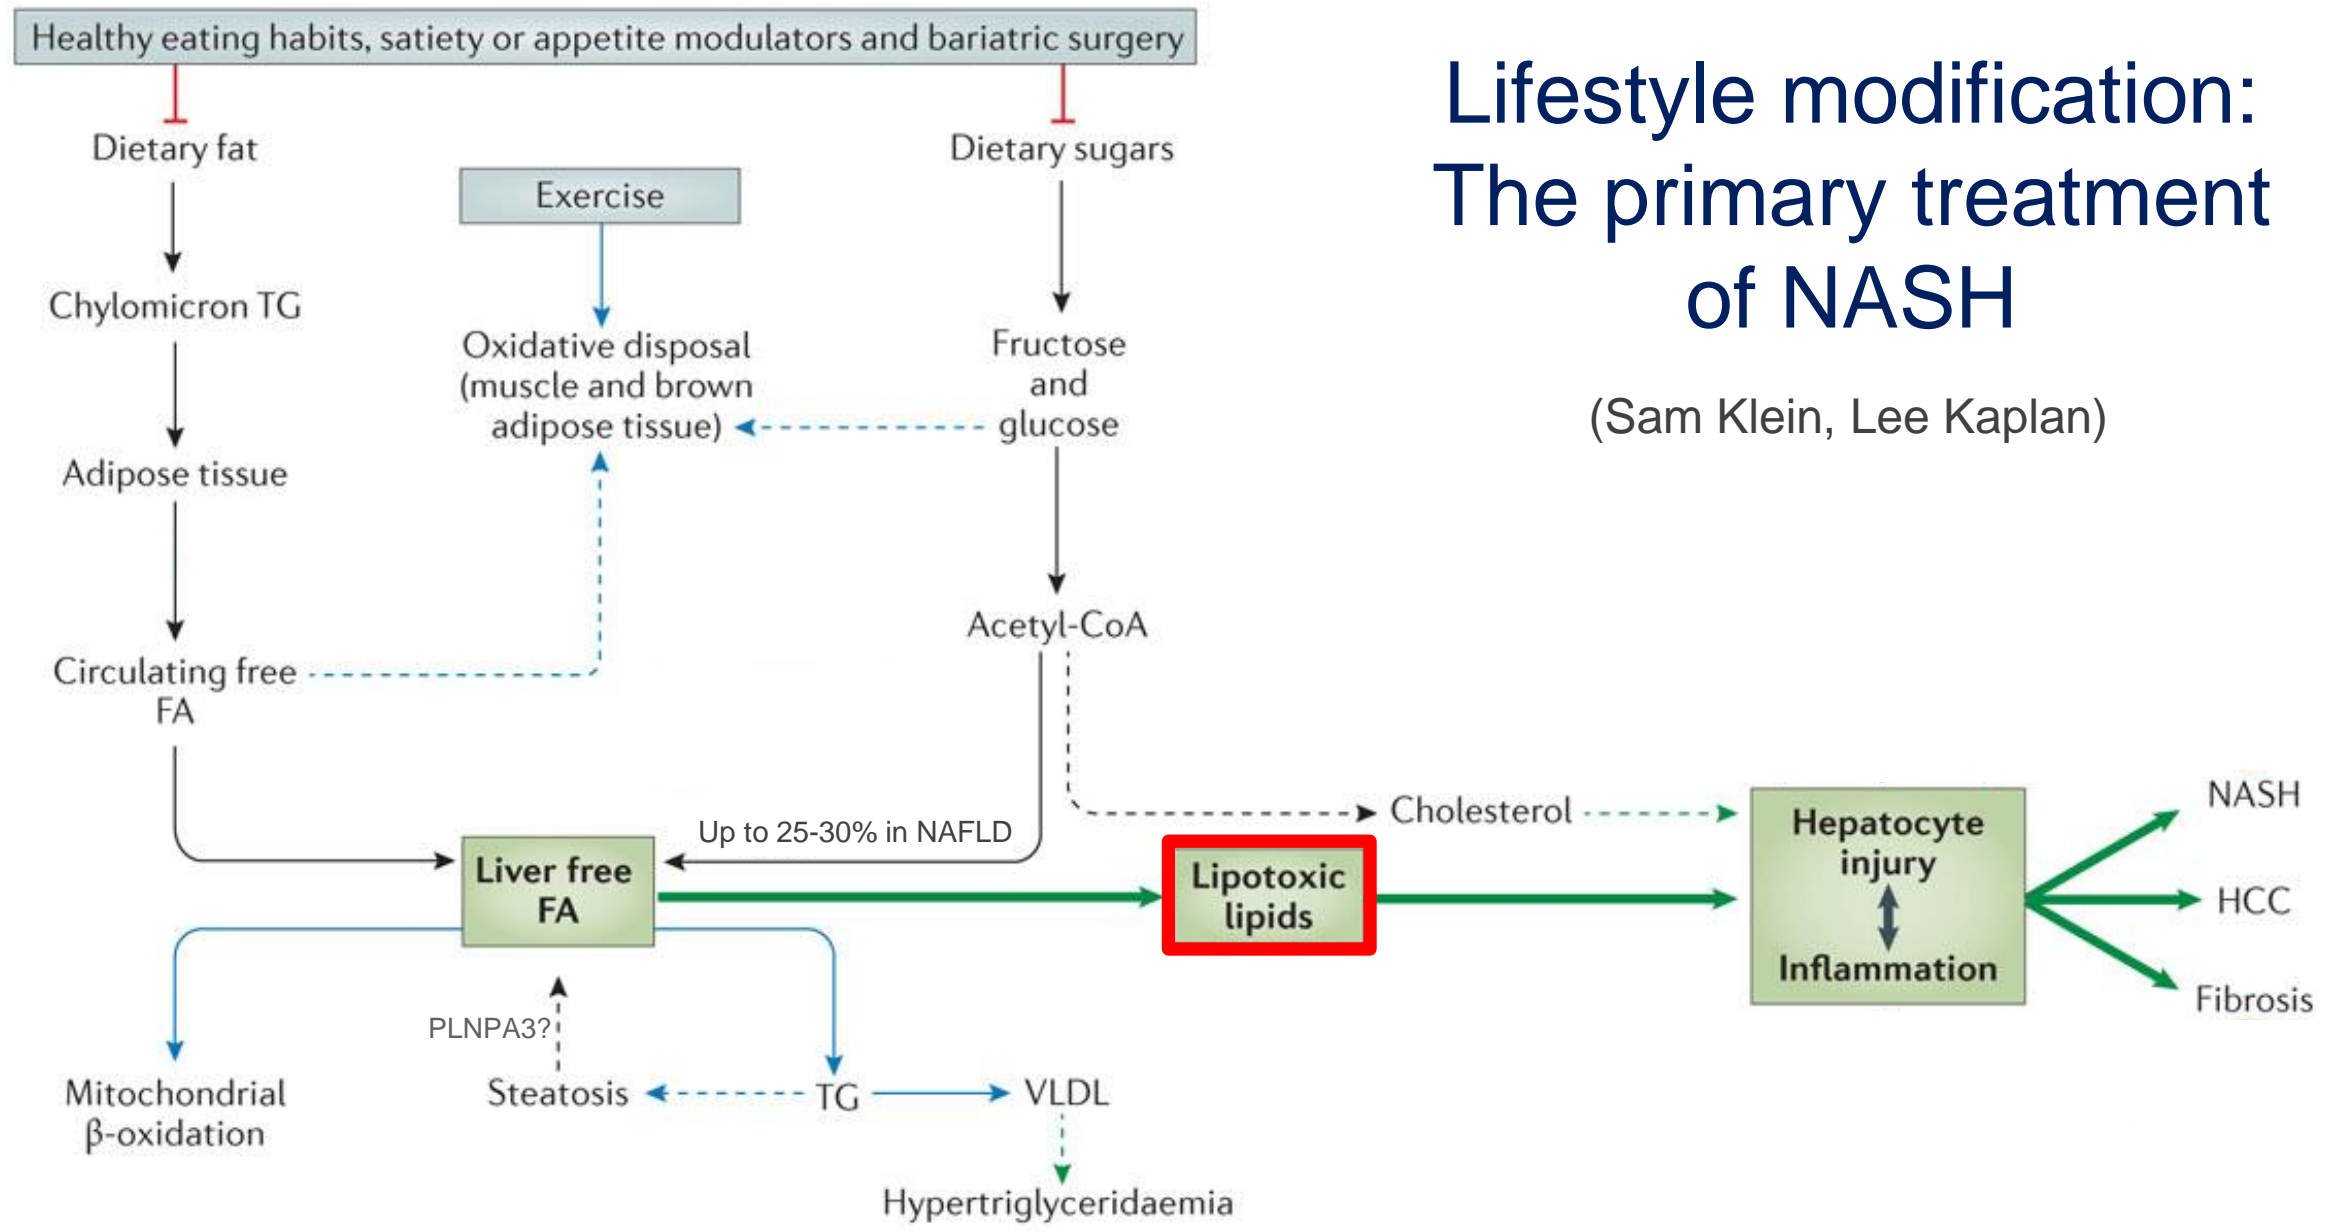 Healthy eating habits, satiety or appetite modulators and bariatric surgery
Lifestyle modification:
The primary treatment
of NASH
(Sam Klein, Lee Kaplan)
Dietary fat
Dietary sugars
Exercise
Chylomicron TG
Oxidative disposal
(muscle and brown
adipose tissue)
Fructose
and
glucose
Adipose tissue
Acetyl-CoA
Circulating free
FA
Up to 25-30% in NAFLD
Cholesterol
Liver free
FA
Lipotoxic
lipids
Hepatocyte
injury
Inflammation
NASH
HCC
Fibrosis
PLNPA3?
Mitochondrial
β-oxidation
Steatosis
TG
VLDL
Hypertriglyceridaemia